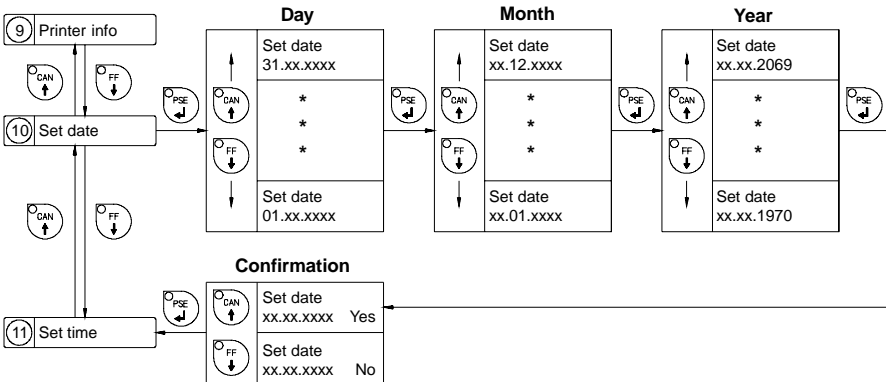 Day
Month
Year
9 Printer info
Set date
31.xx.xxxx
Set date
xx.12.xxxx
Set date
xx.xx.2069
CAN
FF
PSE
CAN
*
*
*
PSE
CAN
*
*
*
PSE
CAN
*
*
*
PSE
10 Set date
FF
FF
FF
Set date
01.xx.xxxx
Set date
xx.01.xxxx
Set date
xx.xx.1970
CAN
FF
Confirmation
PSE
CAN
Set date
xx.xx.xxxx Yes
11 Set time
FF
Set date
xx.xx.xxxx No